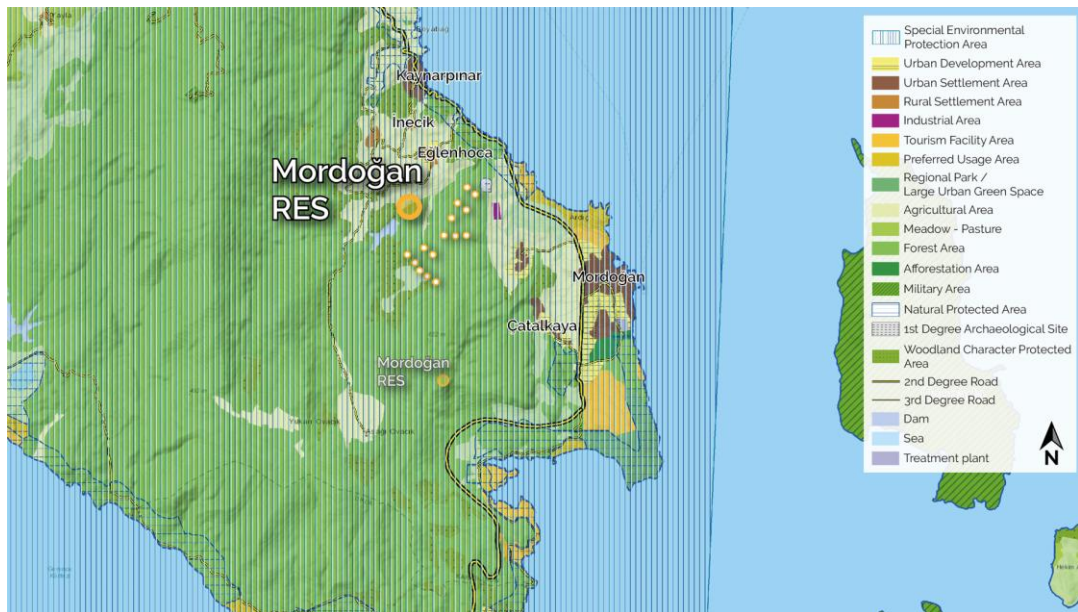 Kaynarpınar
İnecik
Eğlenhoca
Mordoğan
RES
Ardıç
Mordoğan
Çatalkaya
Mordoğan
RES
Special Environmental
Protection Area
Urban Development Area
Urban Settlement Area
Rural Settlement Area
Industrial Area
Tourism Facility Area
Preferred Usage Area
Regional Park /
Large Urban Green Space
Agricultural Area
Meadow - Pasture
Forest Area
Afforestation Area
Military Area
Natural Protected Area
1st Degree Archaeological Site
Woodland Character Protected
Area
2nd Degree Road
3rd Degree Road
Dam
Sea
Treatment plant
N